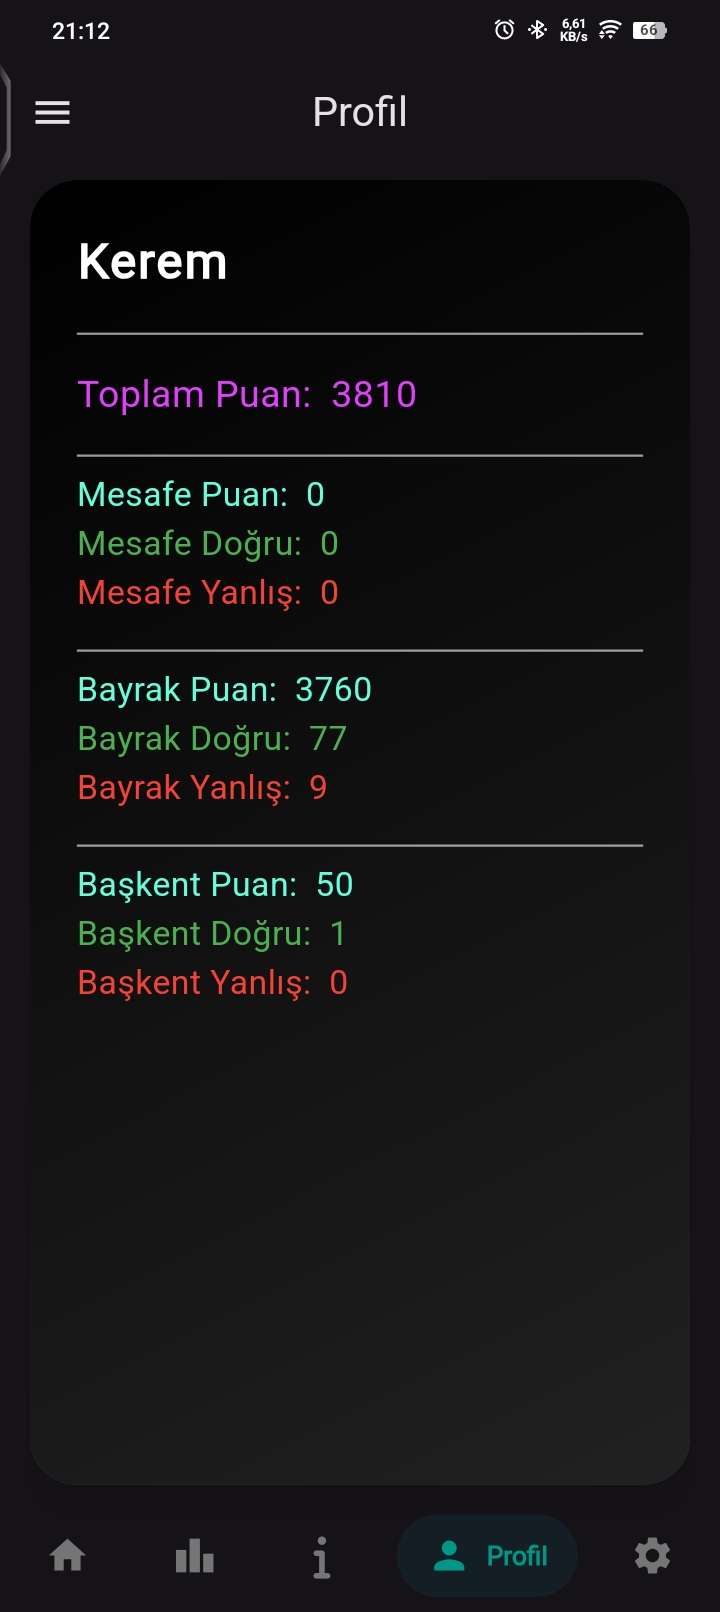 21:12
6,61
KB/s
66
Profil
Kerem
Toplam Puan: 3810
Mesafe Puan: 0
Mesafe Doğru: 0
Mesafe Yanlış: 0
Bayrak Puan: 3760
Bayrak Doğru: 77
Bayrak Yanlış: 9
Başkent Puan: 50
Başkent Doğru: 1
Başkent Yanlış: 0
Profil